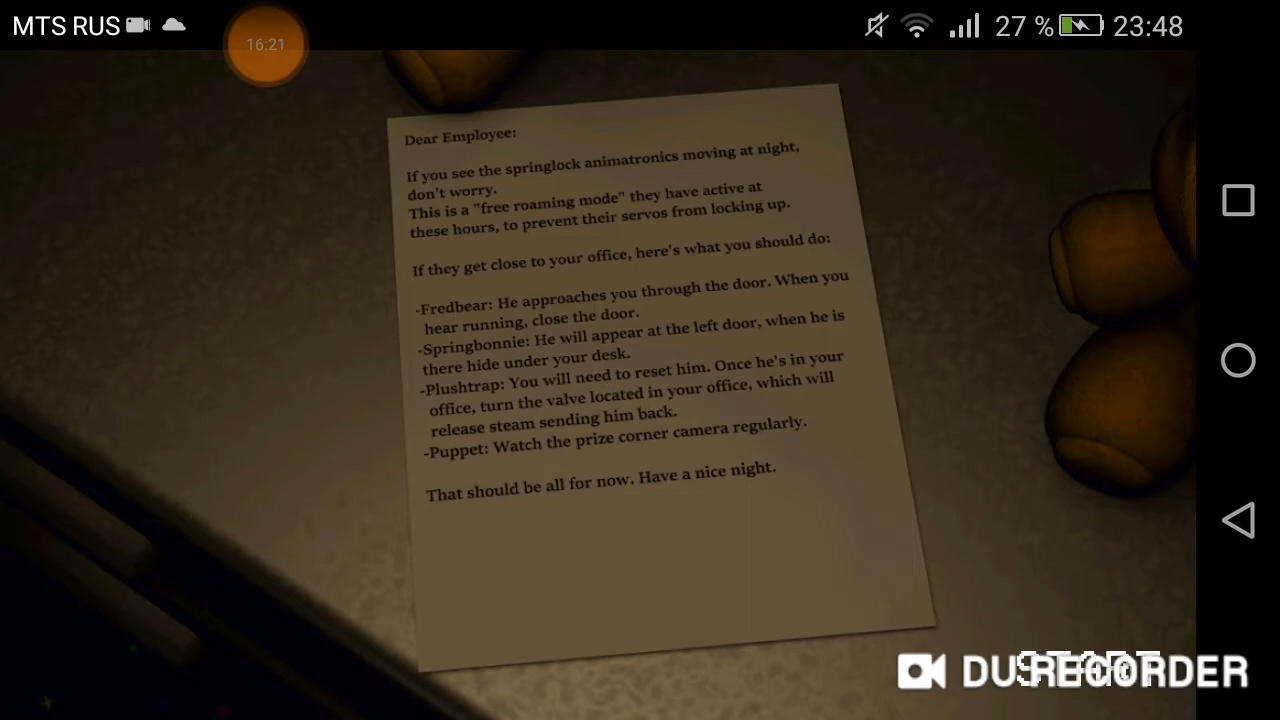 MTS RUS 16:21 27 % 23:48
Dear Employee:
If you see the springlock animatronics moving at night,
don't worry.
This is a "free roaming mode" they have active at
these hours, to prevent their servos from locking up.
If they get close to your office, here's what you should do:
-Fredbear: He approaches you through the door. When you
hear running, close the door.
-Springbonnie: He will appear at the left door, when he is
there hide under your desk.
-Plushtrap: You will need to reset him. Once he's in your
office, turn the valve located in your office, which will
release steam sending him back.
-Puppet: Watch the prize corner camera regularly.
That should be all for now. Have a nice night.
DU RECORDER